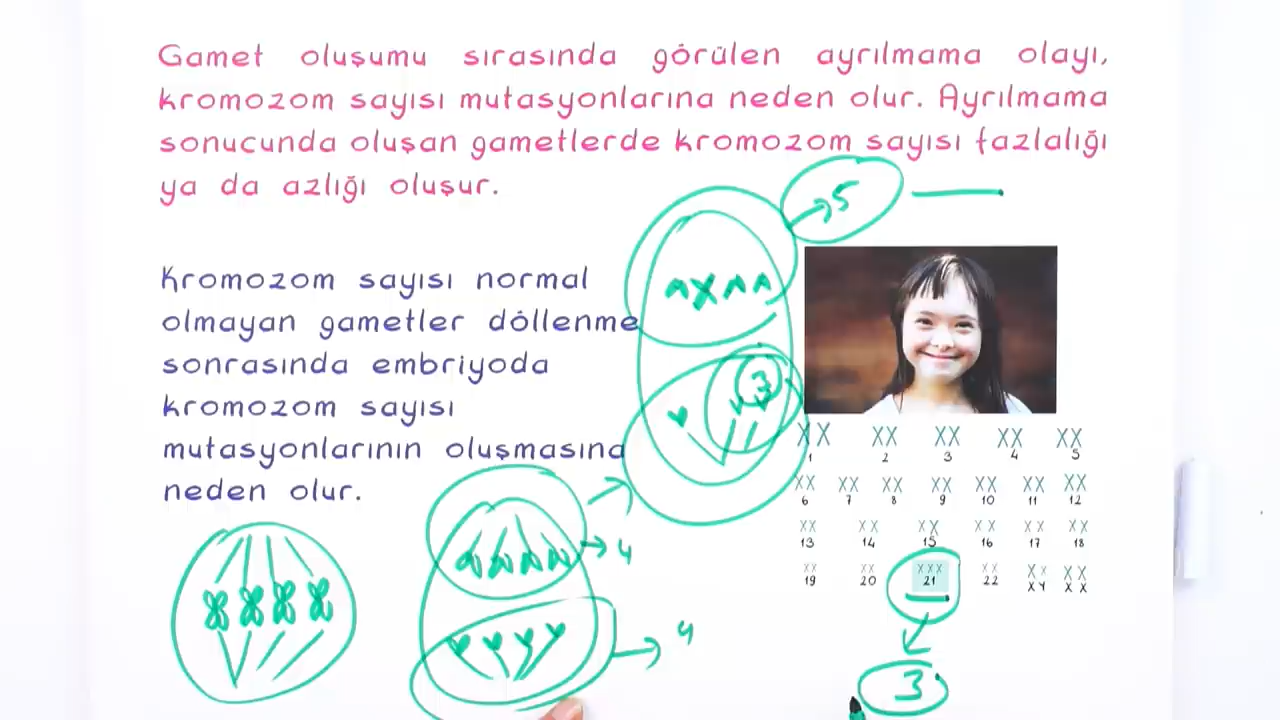 Gamet oluşumu sırasında görülen ayrılmama olayı,
kromozom sayısı mutasyonlarına neden olur. Ayrılmama
sonucunda oluşan gametlerde kromozom sayısı fazlalığı
ya da azlığı oluşur.
5
Kromozom sayısı normal
olmayan gametler döllenme
sonrasında embriyoda
kromozom sayısı
mutasyonlarının oluşmasına
neden olur.
3
4
4
1 2 3 4 5
6 7 8 9 10 11 12
13 14 15 16 17 18
19 20 21 22 XY XX
3